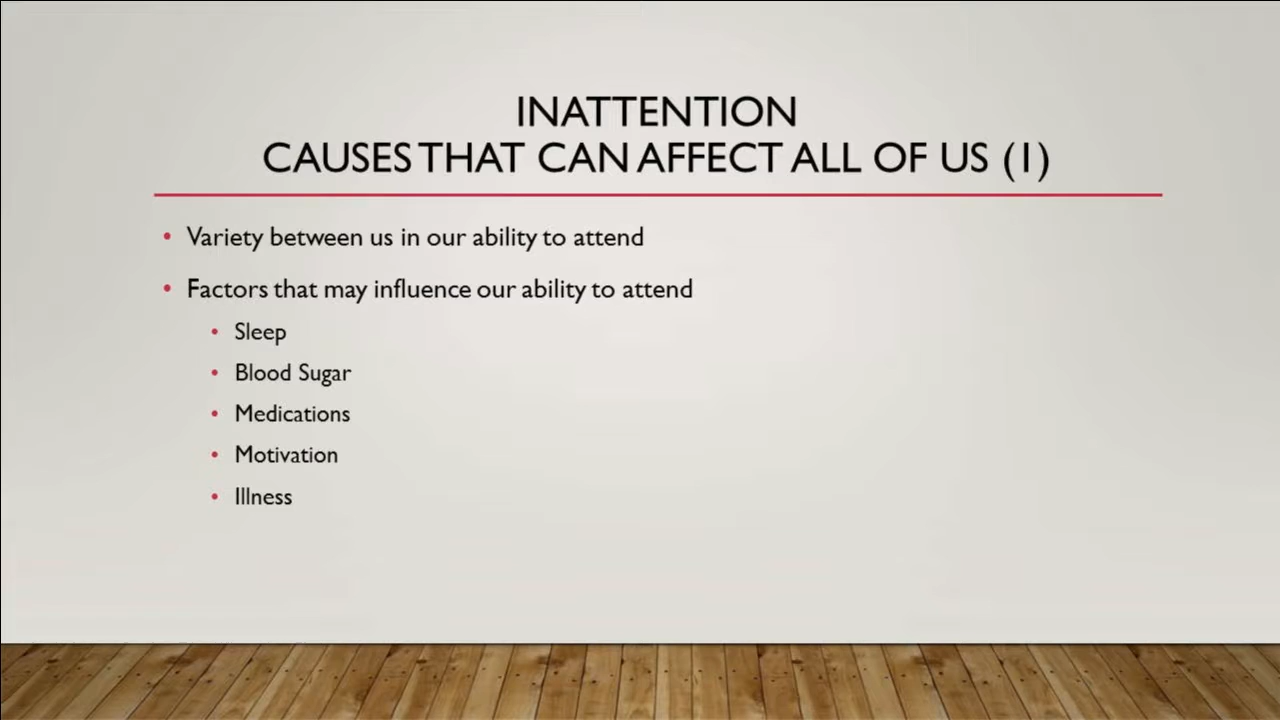 INATTENTION
CAUSES THAT CAN AFFECT ALL OF US (1)
• Variety between us in our ability to attend
• Factors that may influence our ability to attend
• Sleep
• Blood Sugar
• Medications
• Motivation
• Illness